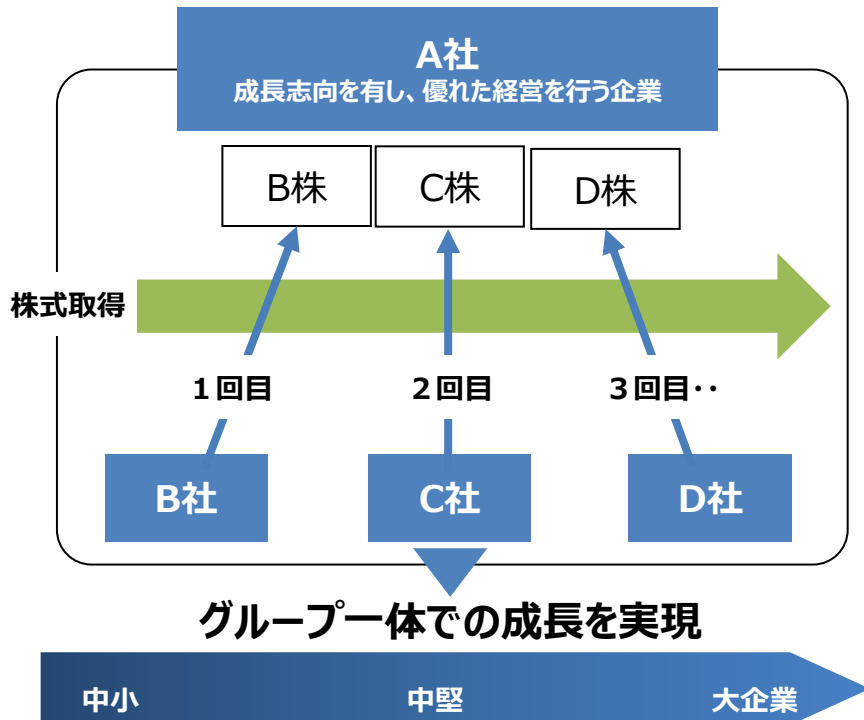 A社
成長志向を有し、優れた経営を行う企業
B株
C株
D株
株式取得
1回目
2回目
3回目・・
B社
C社
D社
グループ一体での成長を実現
中小
中堅
大企業